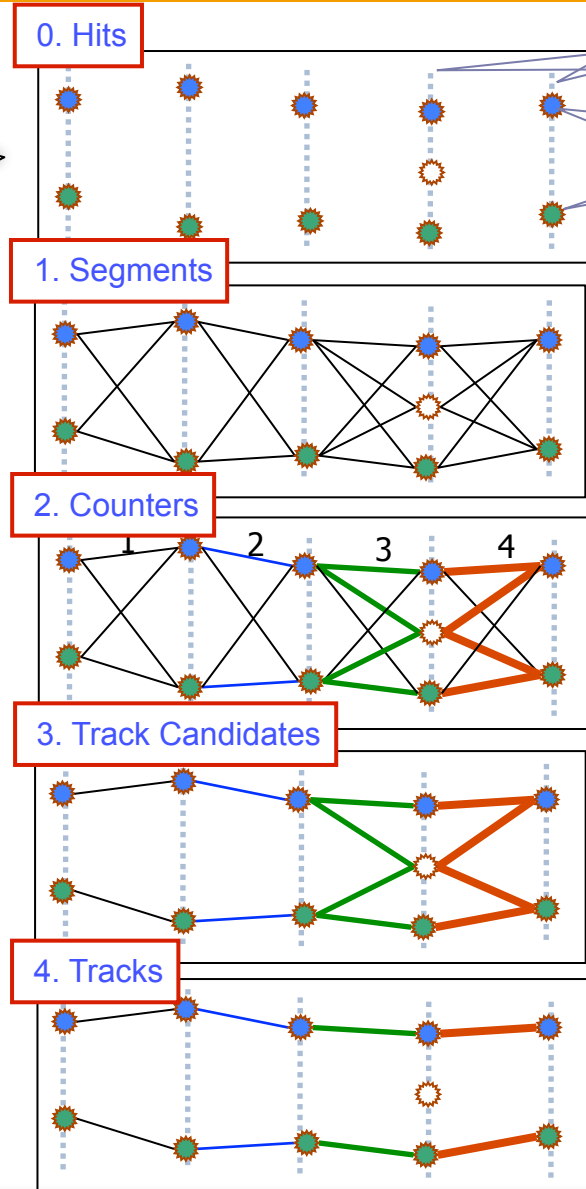 0. Hits
1. Segments
2. Counters
1 2 3 4
3. Track Candidates
4. Tracks